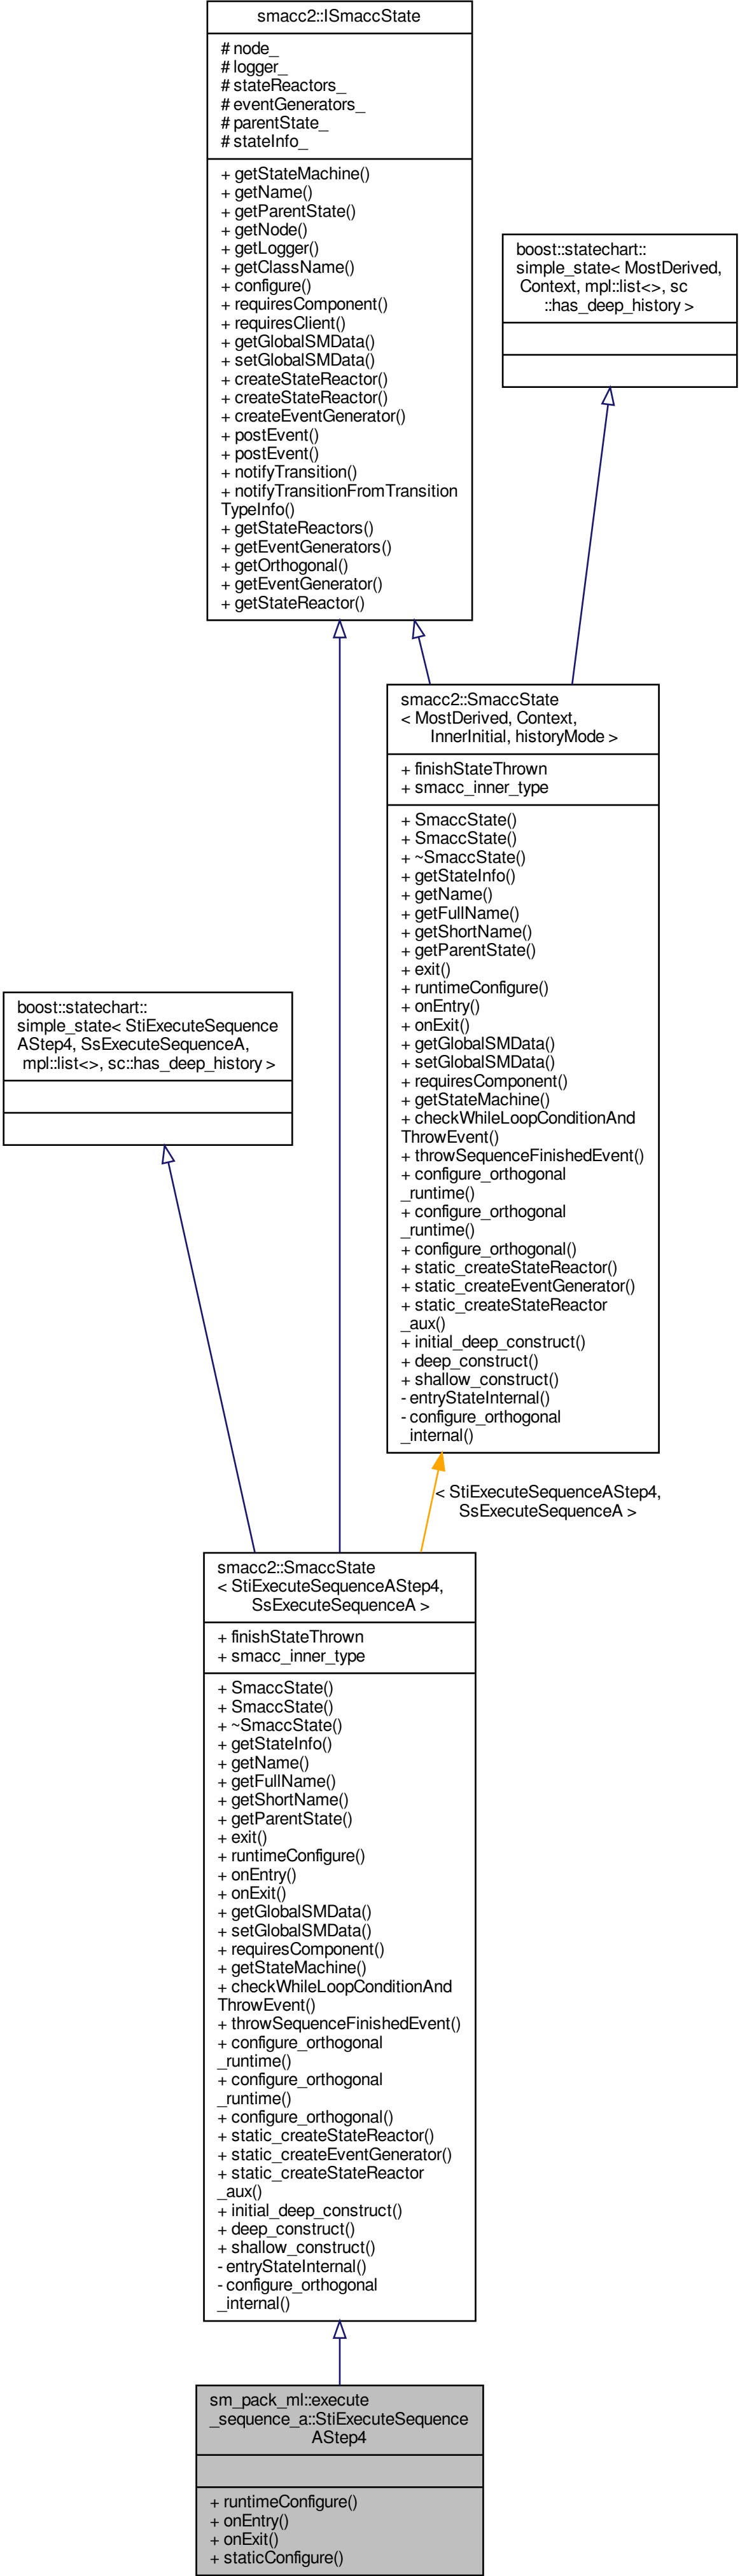 smacc2::ISmaccState
# node_
# logger_
# stateReactors_
# eventGenerators_
# parentState_
# stateInfo_
+ getStateMachine()
+ getName()
+ getParentState()
+ getNode()
+ getLogger()
+ getClassName()
+ configure()
+ requiresComponent()
+ requiresClient()
+ getGlobalSMData()
+ setGlobalSMData()
+ createStateReactor()
+ createStateReactor()
+ createEventGenerator()
+ postEvent()
+ postEvent()
+ notifyTransition()
+ notifyTransitionFromTransition
TypeInfo()
+ getStateReactors()
+ getEventGenerators()
+ getOrthogonal()
+ getEventGenerator()
+ getStateReactor()
boost::statechart::
simple_state< MostDerived,
Context, mpl::list<>, sc
::has_deep_history >
smacc2::SmaccState
< MostDerived, Context,
InnerInitial, historyMode >
+ finishStateThrown
+ smacc_inner_type
+ SmaccState()
+ SmaccState()
+ ~SmaccState()
+ getStateInfo()
+ getName()
+ getFullName()
+ getShortName()
+ getParentState()
+ exit()
+ runtimeConfigure()
+ onEntry()
+ onExit()
+ getGlobalSMData()
+ setGlobalSMData()
+ requiresComponent()
+ getStateMachine()
+ checkWhileLoopConditionAnd
ThrowEvent()
+ throwSequenceFinishedEvent()
+ configure_orthogonal
_runtime()
+ configure_orthogonal
_runtime()
+ configure_orthogonal()
+ static_createStateReactor()
+ static_createEventGenerator()
+ static_createStateReactor
_aux()
+ initial_deep_construct()
+ deep_construct()
+ shallow_construct()
- entryStateInternal()
- configure_orthogonal
_internal()
boost::statechart::
simple_state< StiExecuteSequence
AStep4, SsExecuteSequenceA,
mpl::list<>, sc::has_deep_history >
< StiExecuteSequenceAStep4,
SsExecuteSequenceA >
smacc2::SmaccState
< StiExecuteSequenceAStep4,
SsExecuteSequenceA >
+ finishStateThrown
+ smacc_inner_type
+ SmaccState()
+ SmaccState()
+ ~SmaccState()
+ getStateInfo()
+ getName()
+ getFullName()
+ getShortName()
+ getParentState()
+ exit()
+ runtimeConfigure()
+ onEntry()
+ onExit()
+ getGlobalSMData()
+ setGlobalSMData()
+ requiresComponent()
+ getStateMachine()
+ checkWhileLoopConditionAnd
ThrowEvent()
+ throwSequenceFinishedEvent()
+ configure_orthogonal
_runtime()
+ configure_orthogonal
_runtime()
+ configure_orthogonal()
+ static_createStateReactor()
+ static_createEventGenerator()
+ static_createStateReactor
_aux()
+ initial_deep_construct()
+ deep_construct()
+ shallow_construct()
- entryStateInternal()
- configure_orthogonal
_internal()
sm_pack_ml::execute
_sequence_a::StiExecuteSequence
AStep4
+ runtimeConfigure()
+ onEntry()
+ onExit()
+ staticConfigure()